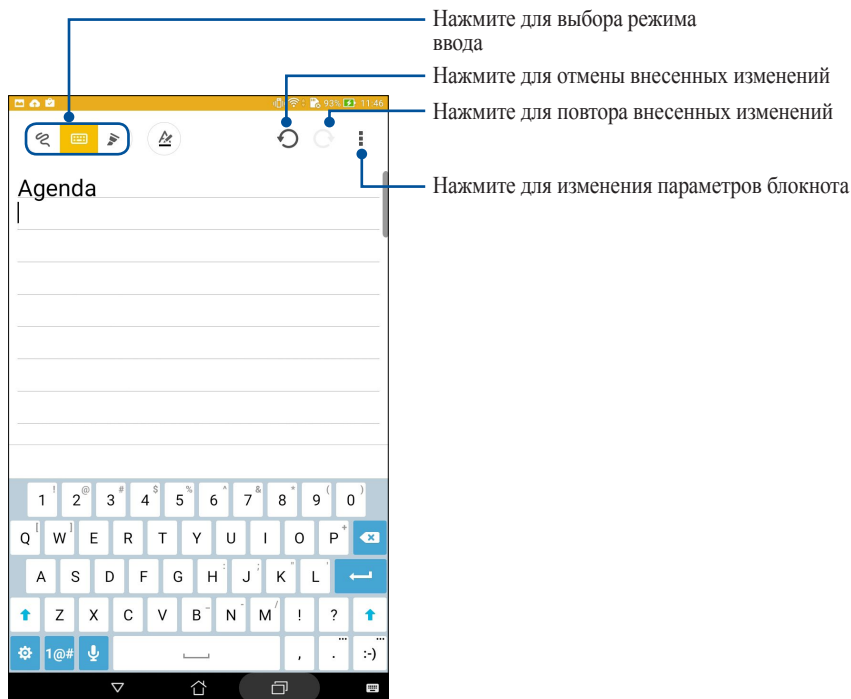 Нажмите для выбора режима
ввода
Нажмите для отмены внесенных изменений
Нажмите для повтора внесенных изменений
Нажмите для изменения параметров блокнота
93% 11:46
Agenda
1 ! 2 @ 3 # 4 $ 5 % 6 ^ 7 & 8 * 9 ( 0 )
Q [ W ] E R T Y U I O P +
A S D F G H : J ; K " L '
Z X C V B _ N - M / ! ?
1@# , . ... :-) ...